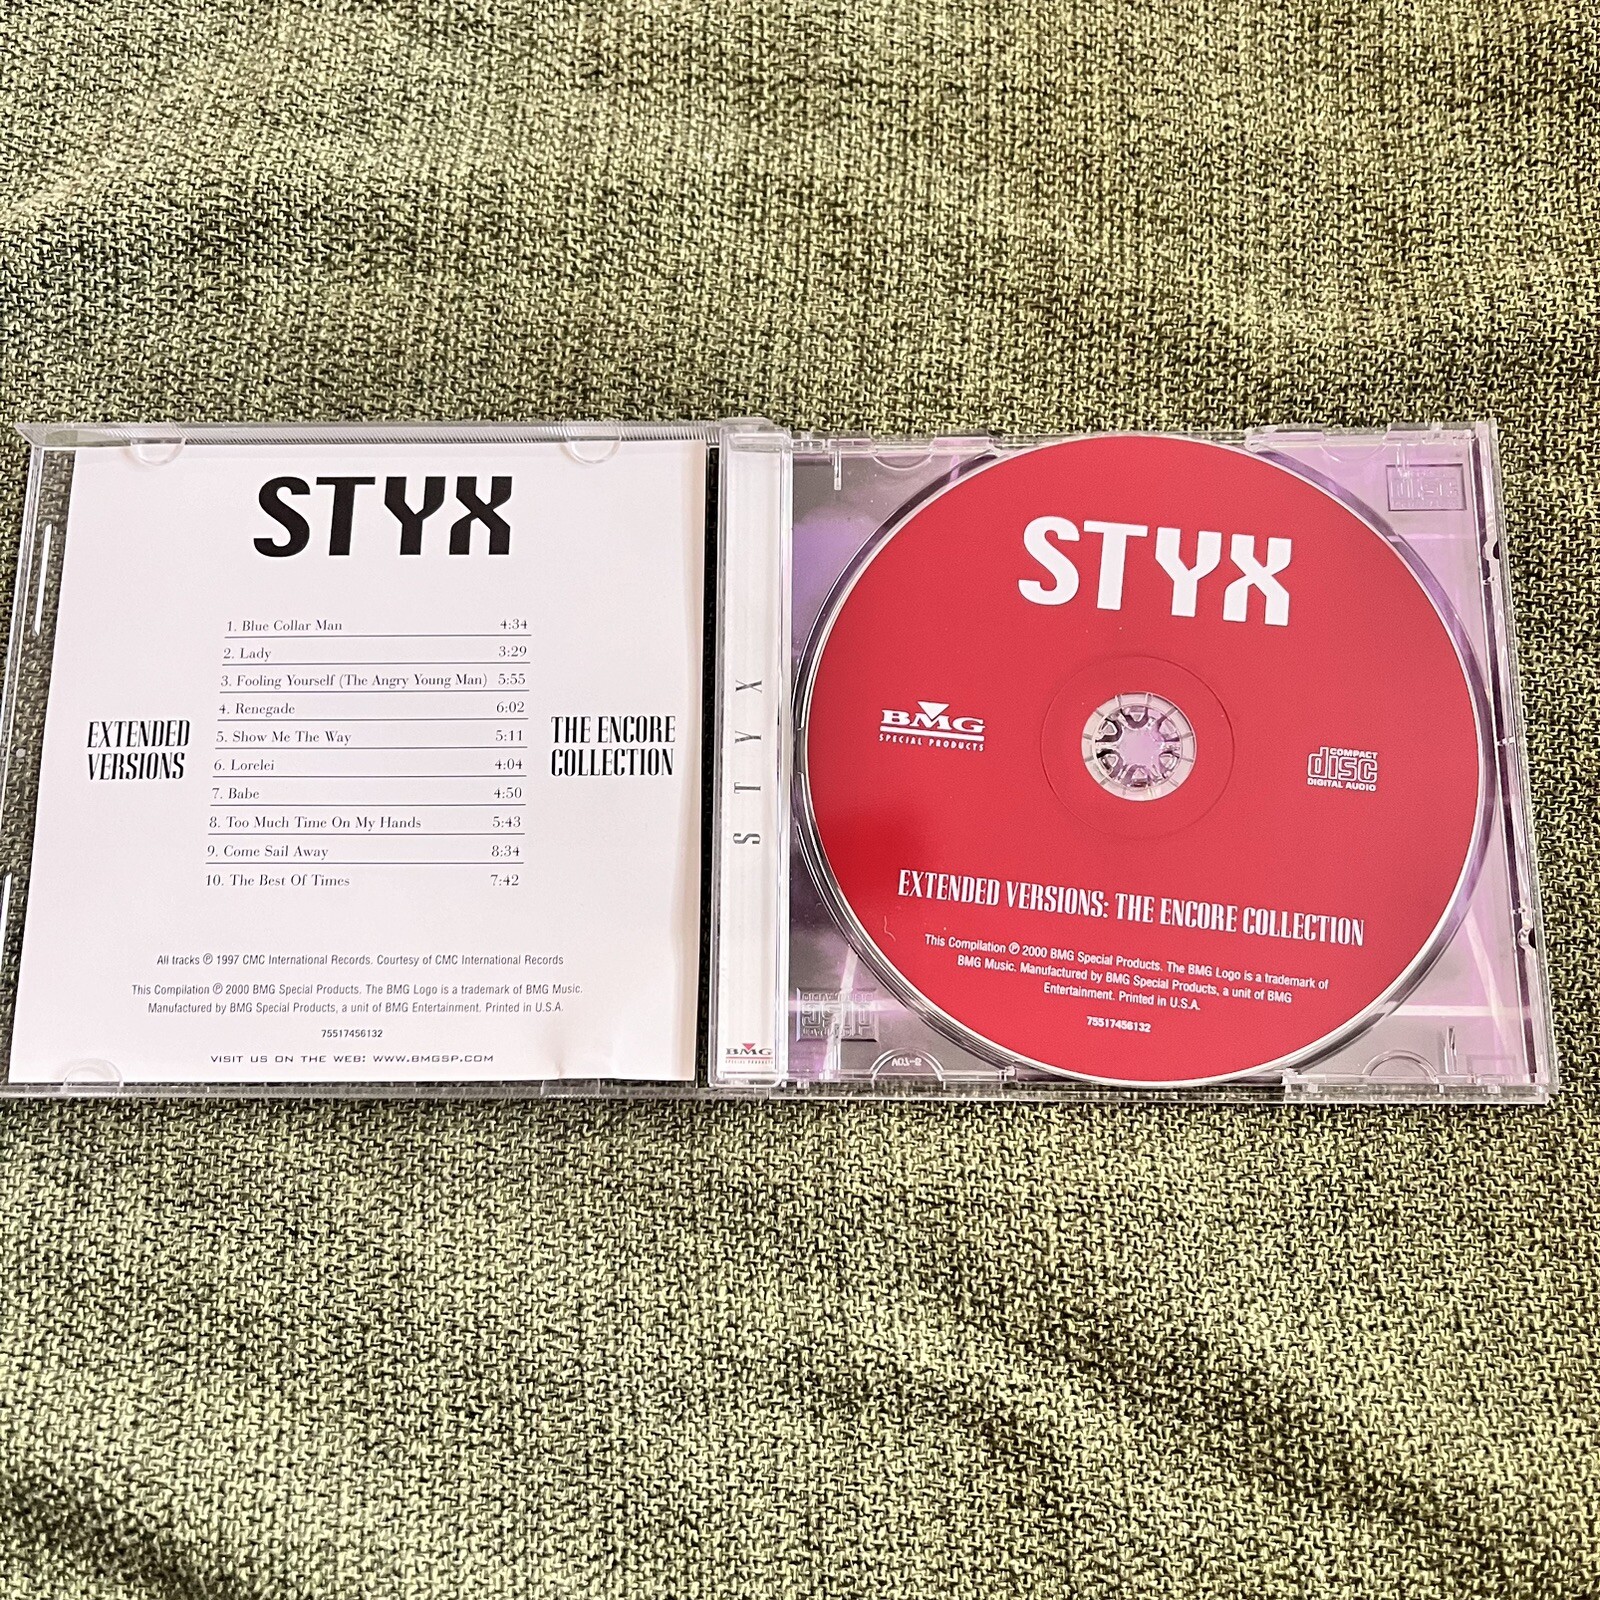 STYX
1. Blue Collar Man 4:34
2. Lady 3:29
3. Fooling Yourself (The Angry Young Man) 5:55
4. Renegade 6:02
5. Show Me The Way 5:11
6. Lorelei 4:04
7. Babe 4:50
8. Too Much Time On My Hands 5:43
9. Come Sail Away 8:34
10. The Best Of Times 7:42
EXTENDED
VERSIONS
THE ENCORE
COLLECTION
All tracks ℗ 1997 CMC International Records. Courtesy of CMC International Records
This Compilation ℗ 2000 BMG Special Products. The BMG Logo is a trademark of BMG Music.
Manufactured by BMG Special Products, a unit of BMG Entertainment. Printed in U.S.A.
75517456132
VISIT US ON THE WEB: WWW.BMGSP.COM
STYX
BMG
SPECIAL PRODUCTS
STYX
BMG
SPECIAL PRODUCTS
COMPACT
disc
DIGITAL AUDIO
EXTENDED VERSIONS: THE ENCORE COLLECTION
This Compilation ℗ 2000 BMG Special Products. The BMG Logo is a trademark of
BMG Music. Manufactured by BMG Special Products, a unit of BMG
Entertainment. Printed in U.S.A.
75517456132
disc